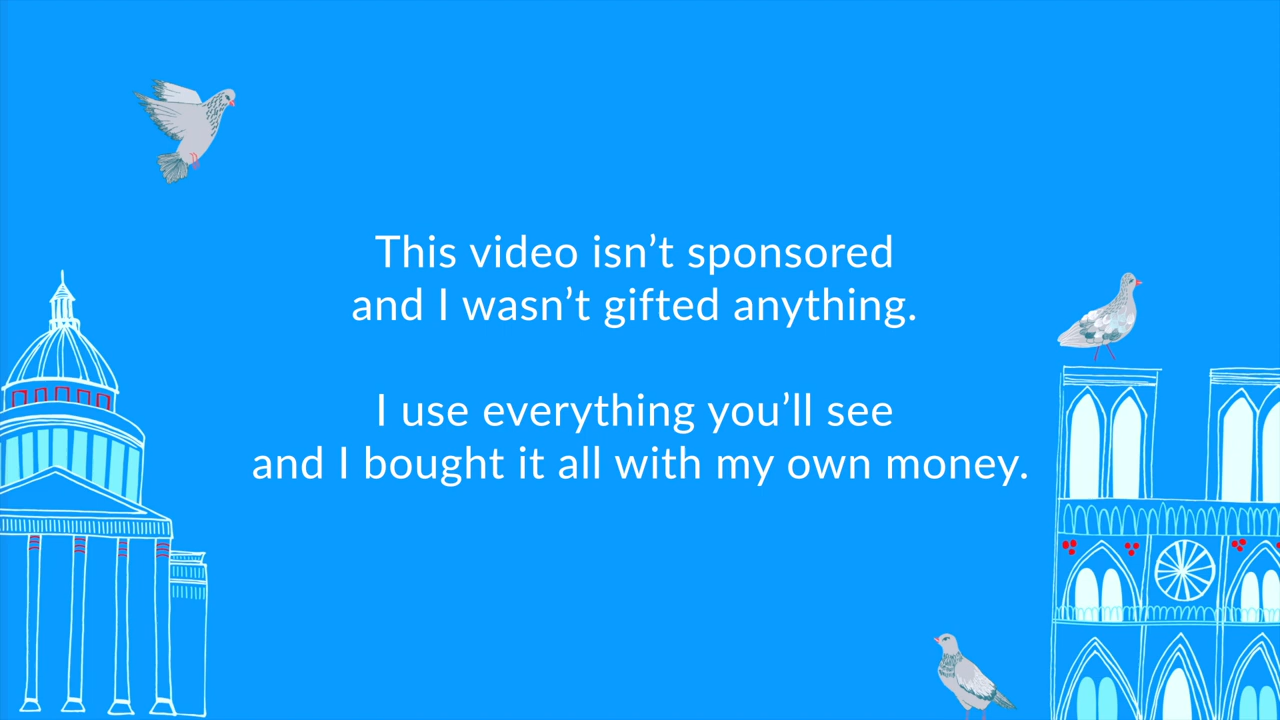 This video isn’t sponsored
and I wasn’t gifted anything.
I use everything you’ll see
and I bought it all with my own money.